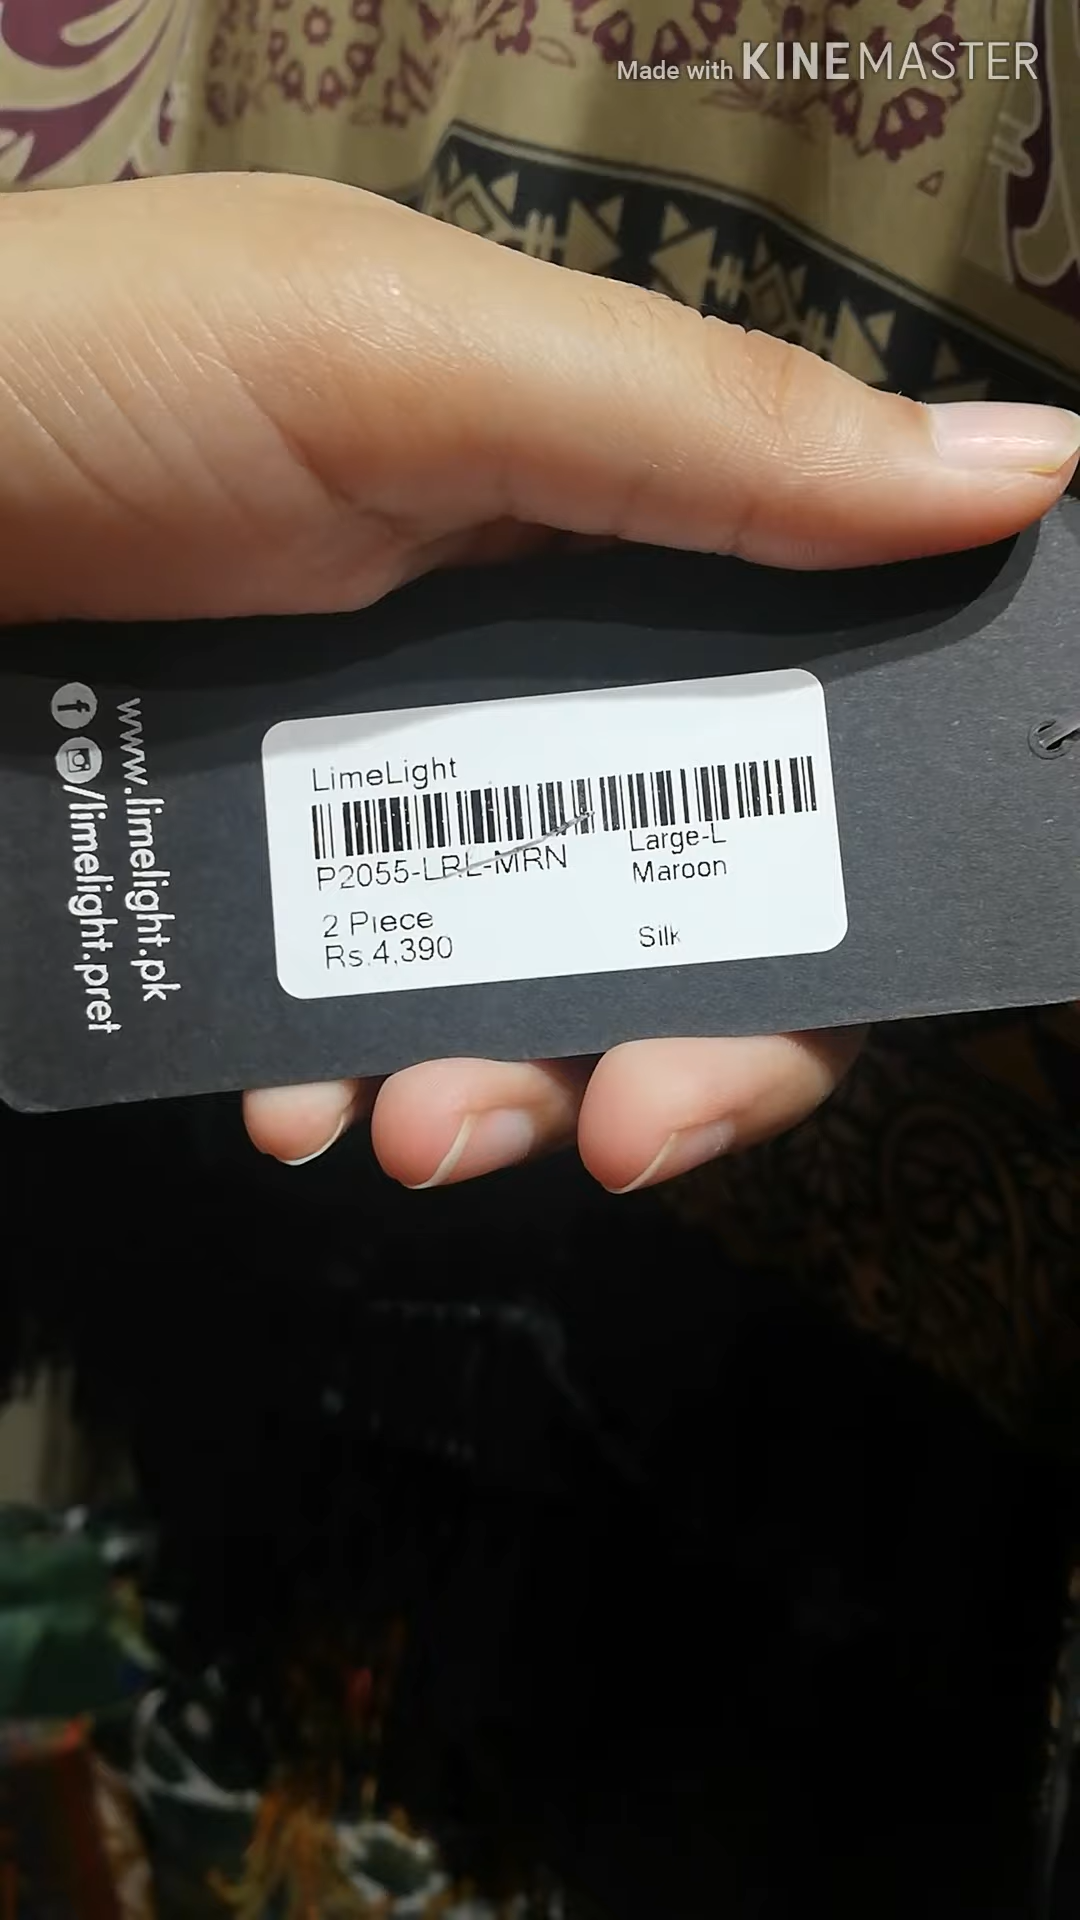 Made with KINEMASTER
LimeLight
P2055-LRL-MRN
Large-L
Maroon
2 Piece
Rs.4,390
Silk
www.limelight.pk
/limelight.pret